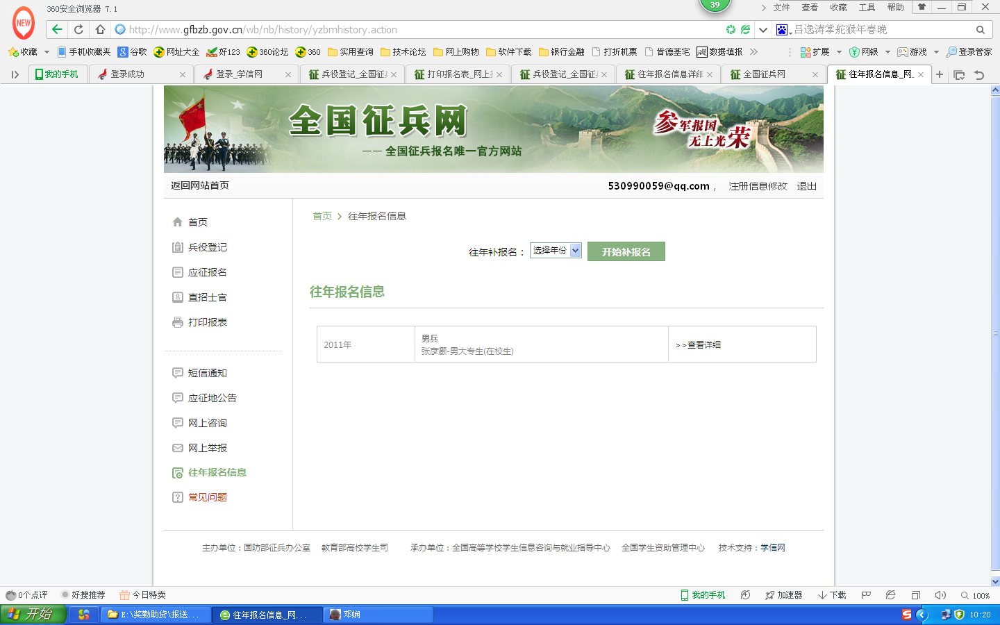 39
NEW
360安全浏览器 7.1
文件 查看 收藏 工具 帮助
http://www.gfbzb.gov.cn/wb/nb/history/yzbmhistory.action
吕逸涛掌舵猴年春晚
收藏 手机收藏夹 谷歌 网址大全 好123 360论坛 360 实用查询 技术论坛 网上购物 软件下载 银行金融 打折机票 肯德基宅 数据填报 扩展 网银 游戏 登录管家
我的手机 登录成功 登录_学信网 兵役登记_全国征 打印报名表_网上 兵役登记_全国征 往年报名信息详细 全国征兵网 往年报名信息_网
全国征兵网
—— 全国征兵报名唯一官方网站
参军报国
无上光荣
返回网站首页
530990059@qq.com , 注册信息修改 退出
首页
兵役登记
应征报名
直招士官
打印报表
短信通知
应征地公告
网上咨询
网上举报
往年报名信息
常见问题
首页 > 往年报名信息
往年补报名： 选择年份 开始补报名
往年报名信息
2011年
男兵
张彦灏-男大专生(在校生)
>>查看详细
主办单位：国防部征兵办公室 教育部高校学生司 承办单位：全国高等学校学生信息咨询与就业指导中心 全国学生资助管理中心 技术支持：学信网
0个点评 好搜推荐 今日特卖 我的手机 加速器 下载 100%
开始 E:\奖勤助贷\报送... 往年报名信息_网... 邓娴 10:20